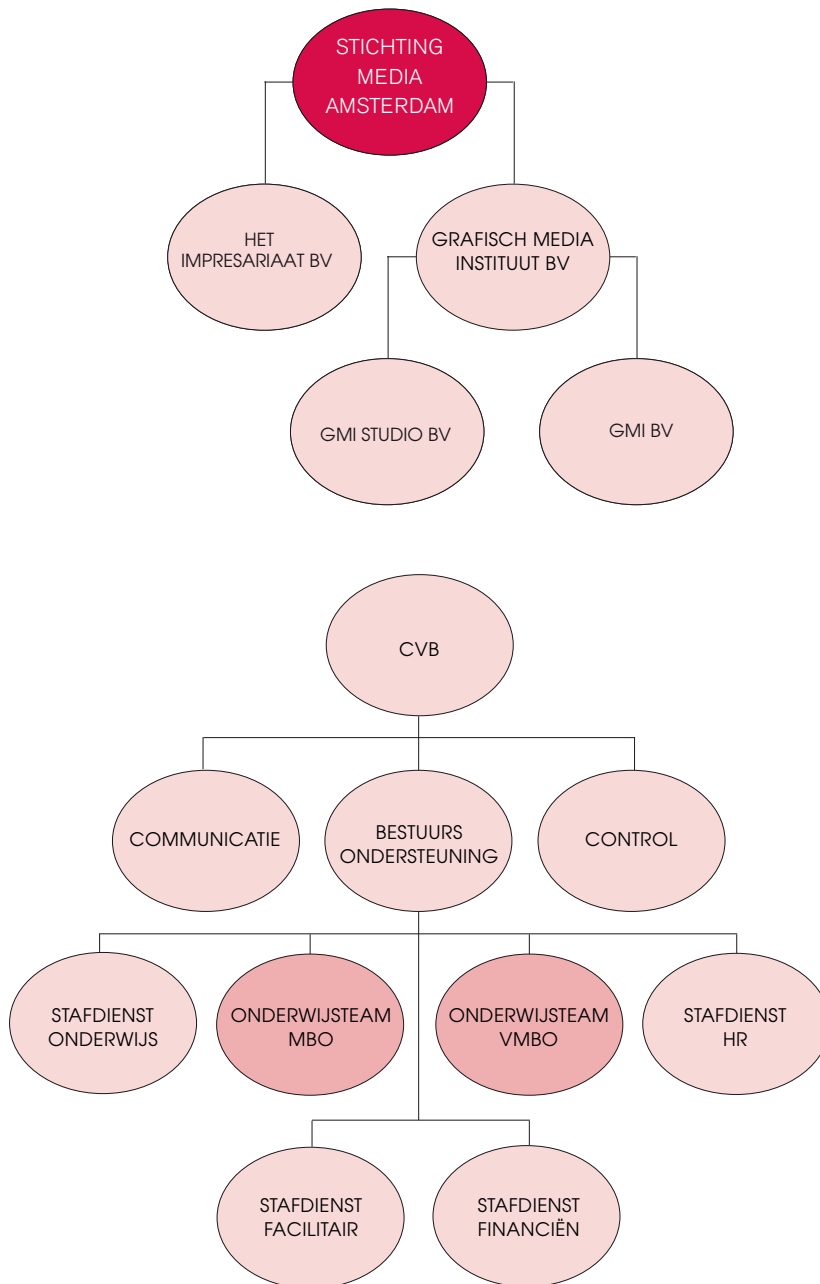 STICHTING
MEDIA
AMSTERDAM
HET
IMPRESARIAAT BV
GRAFISCH MEDIA
INSTITUUT BV
GMI STUDIO BV
GMI BV
CVB
COMMUNICATIE
BESTUURS
ONDERSTEUNING
CONTROL
STAFDIENST
ONDERWIJS
ONDERWIJSTEAM
MBO
ONDERWIJSTEAM
VMBO
STAFDIENST
HR
STAFDIENST
FACILITAIR
STAFDIENST
FINANCIËN